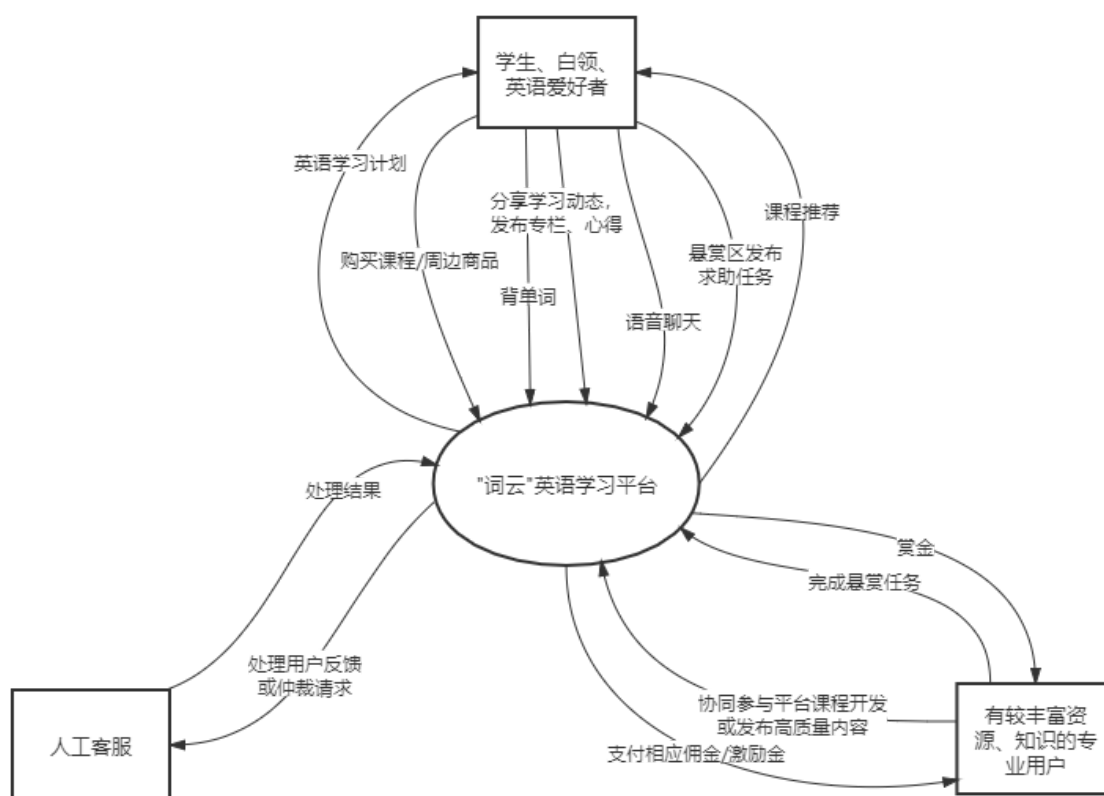 学生、白领、
英语爱好者
英语学习计划
分享学习动态，
发布专栏、心得
课程推荐
购买课程/周边商品
悬赏区发布
求助任务
背单词
语音聊天
"词云"英语学习平台
处理结果
赏金
完成悬赏任务
处理用户反馈
或仲裁请求
协同参与平台课程开发
或发布高质量内容
有较丰富资
源、知识的专
业用户
人工客服
支付相应佣金/激励金